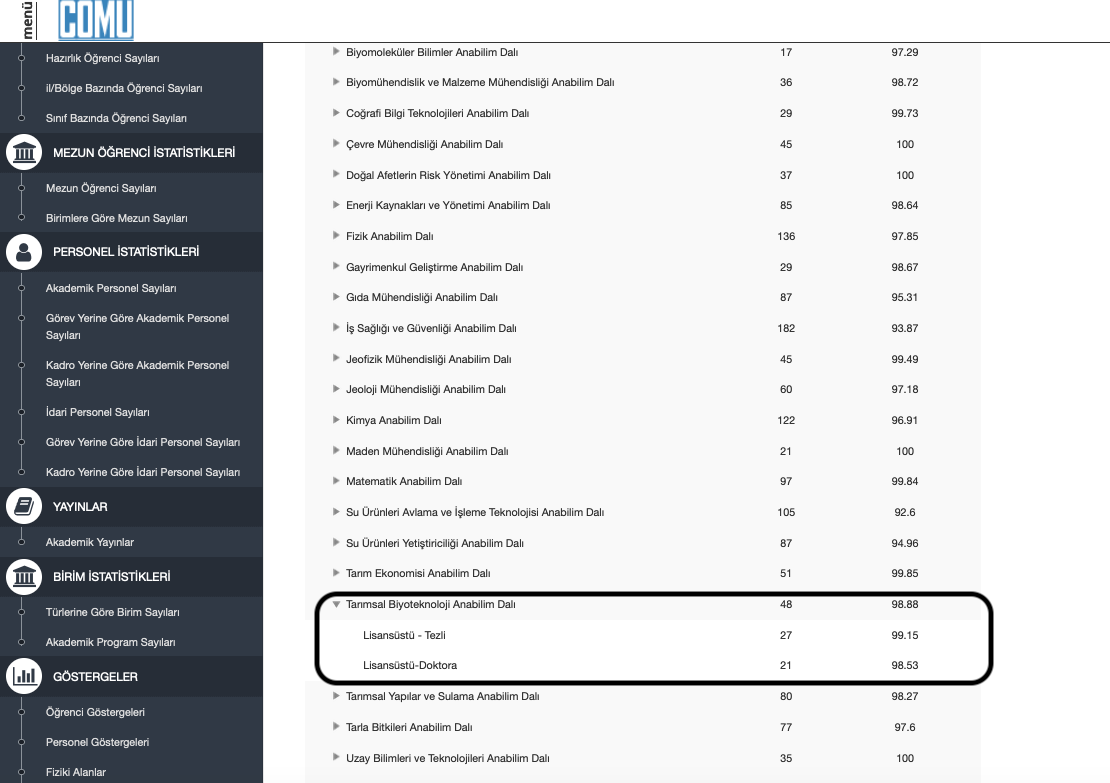 menü
ÇOMÜ
Hazırlık Öğrenci Sayıları
il/Bölge Bazında Öğrenci Sayıları
Sınıf Bazında Öğrenci Sayıları
MEZUN ÖĞRENCİ İSTATİSTİKLERİ
Mezun Öğrenci Sayıları
Birimlere Göre Mezun Sayıları
PERSONEL İSTATİSTİKLERİ
Akademik Personel Sayıları
Görev Yerine Göre Akademik Personel
Sayıları
Kadro Yerine Göre Akademik Personel
Sayıları
İdari Personel Sayıları
Görev Yerine Göre İdari Personel Sayıları
Kadro Yerine Göre İdari Personel Sayıları
YAYINLAR
Akademik Yayınlar
BİRİM İSTATİSTİKLERİ
Türlerine Göre Birim Sayıları
Akademik Program Sayıları
GÖSTERGELER
Öğrenci Göstergeleri
Personel Göstergeleri
Fiziki Alanlar
Biyomoleküler Bilimler Anabilim Dalı 17 97.29
Biyomühendislik ve Malzeme Mühendisliği Anabilim Dalı 36 98.72
Coğrafi Bilgi Teknolojileri Anabilim Dalı 29 99.73
Çevre Mühendisliği Anabilim Dalı 45 100
Doğal Afetlerin Risk Yönetimi Anabilim Dalı 37 100
Enerji Kaynakları ve Yönetimi Anabilim Dalı 85 98.64
Fizik Anabilim Dalı 136 97.85
Gayrimenkul Geliştirme Anabilim Dalı 29 98.67
Gıda Mühendisliği Anabilim Dalı 87 95.31
İş Sağlığı ve Güvenliği Anabilim Dalı 182 93.87
Jeofizik Mühendisliği Anabilim Dalı 45 99.49
Jeoloji Mühendisliği Anabilim Dalı 60 97.18
Kimya Anabilim Dalı 122 96.91
Maden Mühendisliği Anabilim Dalı 21 100
Matematik Anabilim Dalı 97 99.84
Su Ürünleri Avlama ve İşleme Teknolojisi Anabilim Dalı 105 92.6
Su Ürünleri Yetiştiriciliği Anabilim Dalı 87 94.96
Tarım Ekonomisi Anabilim Dalı 51 99.85
Tarımsal Biyoteknoloji Anabilim Dalı 48 98.88
Lisansüstü - Tezli 27 99.15
Lisansüstü-Doktora 21 98.53
Tarımsal Yapılar ve Sulama Anabilim Dalı 80 98.27
Tarla Bitkileri Anabilim Dalı 77 97.6
Uzay Bilimleri ve Teknolojileri Anabilim Dalı 35 100